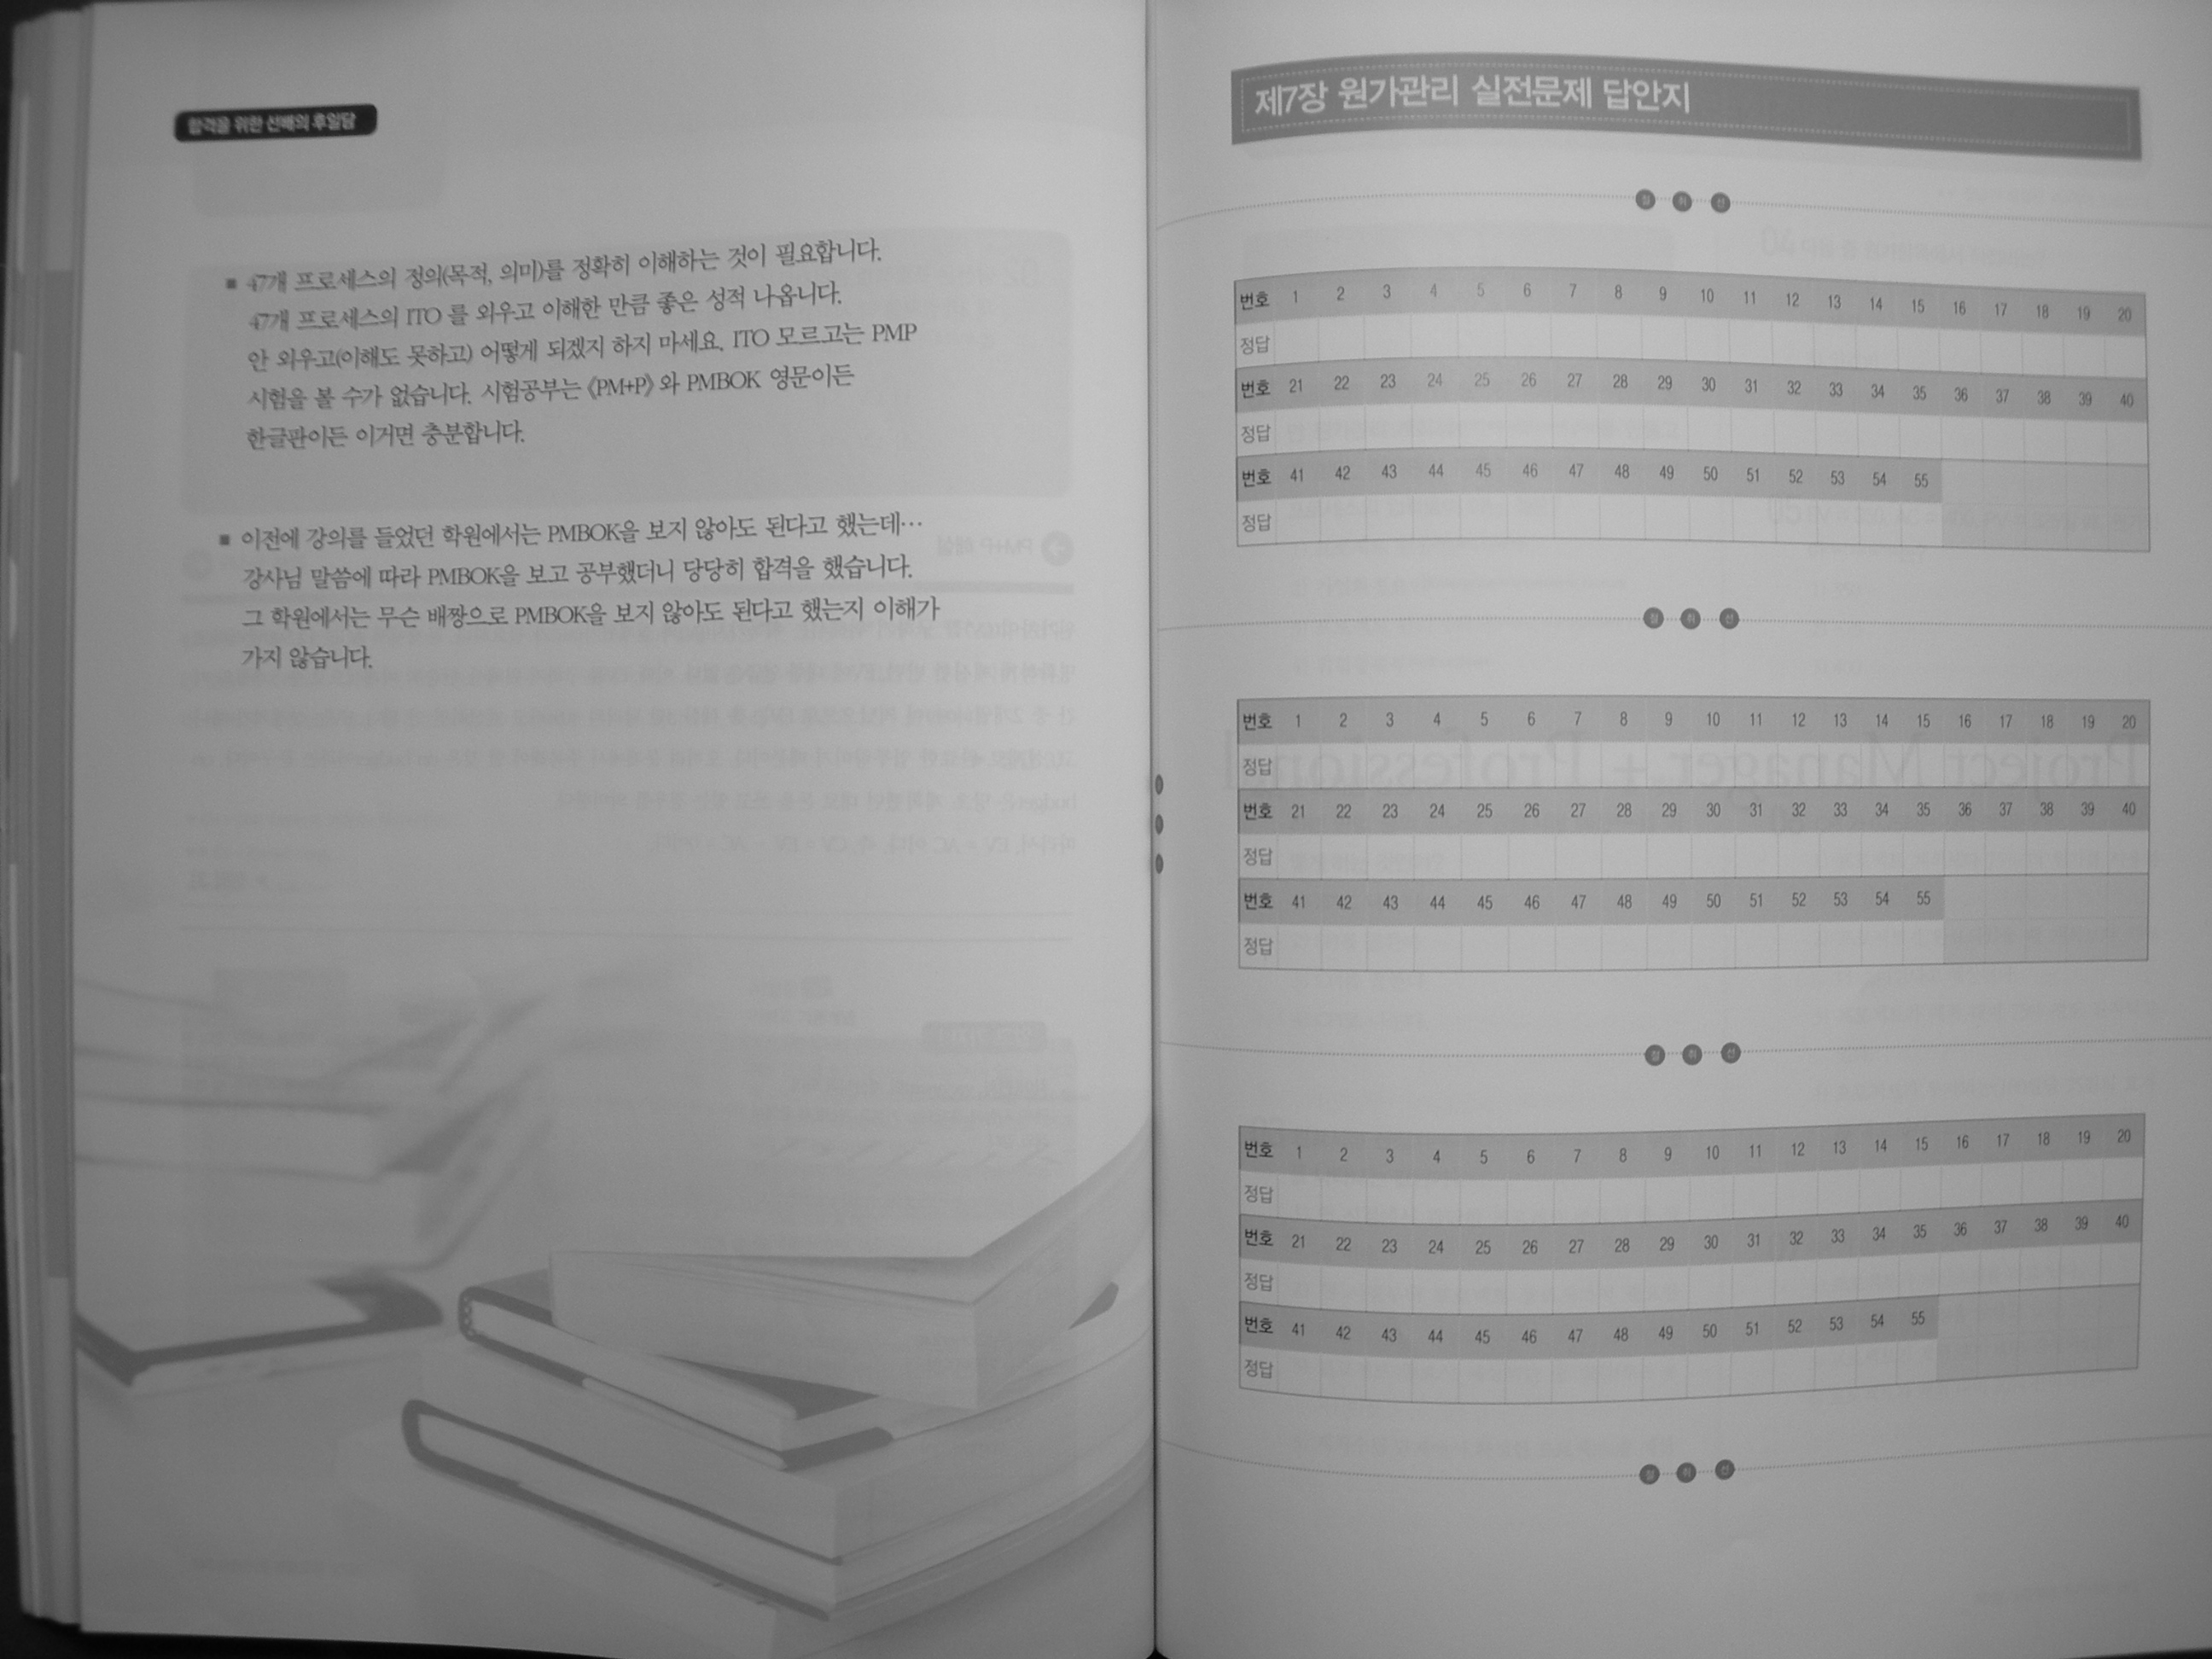 합격을 위한 선배의 후일담
■ 47개 프로세스의 정의(목적, 의미)를 정확히 이해하는 것이 필요합니다.
47개 프로세스의 ITO 를 외우고 이해한 만큼 좋은 성적 나옵니다.
안 외우고(이해도 못하고) 어떻게 되겠지 하지 마세요. ITO 모르고는 PMP
시험을 볼 수가 없습니다. 시험공부는 《PM+P》와 PMBOK 영문이든
한글판이든 이거면 충분합니다.
■ 이전에 강의를 들었던 학원에서는 PMBOK을 보지 않아도 된다고 했는데…
강사님 말씀에 따라 PMBOK을 보고 공부했더니 당당히 합격을 했습니다.
그 학원에서는 무슨 배짱으로 PMBOK을 보지 않아도 된다고 했는지 이해가
가지 않습니다.
제7장 원가관리 실전문제 답안지
절 취 선
번호 1 2 3 4 5 6 7 8 9 10 11 12 13 14 15 16 17 18 19 20
정답
번호 21 22 23 24 25 26 27 28 29 30 31 32 33 34 35 36 37 38 39 40
정답
번호 41 42 43 44 45 46 47 48 49 50 51 52 53 54 55
정답
절 취 선
번호 1 2 3 4 5 6 7 8 9 10 11 12 13 14 15 16 17 18 19 20
정답
번호 21 22 23 24 25 26 27 28 29 30 31 32 33 34 35 36 37 38 39 40
정답
번호 41 42 43 44 45 46 47 48 49 50 51 52 53 54 55
정답
절 취 선
번호 1 2 3 4 5 6 7 8 9 10 11 12 13 14 15 16 17 18 19 20
정답
번호 21 22 23 24 25 26 27 28 29 30 31 32 33 34 35 36 37 38 39 40
정답
번호 41 42 43 44 45 46 47 48 49 50 51 52 53 54 55
정답
절 취 선